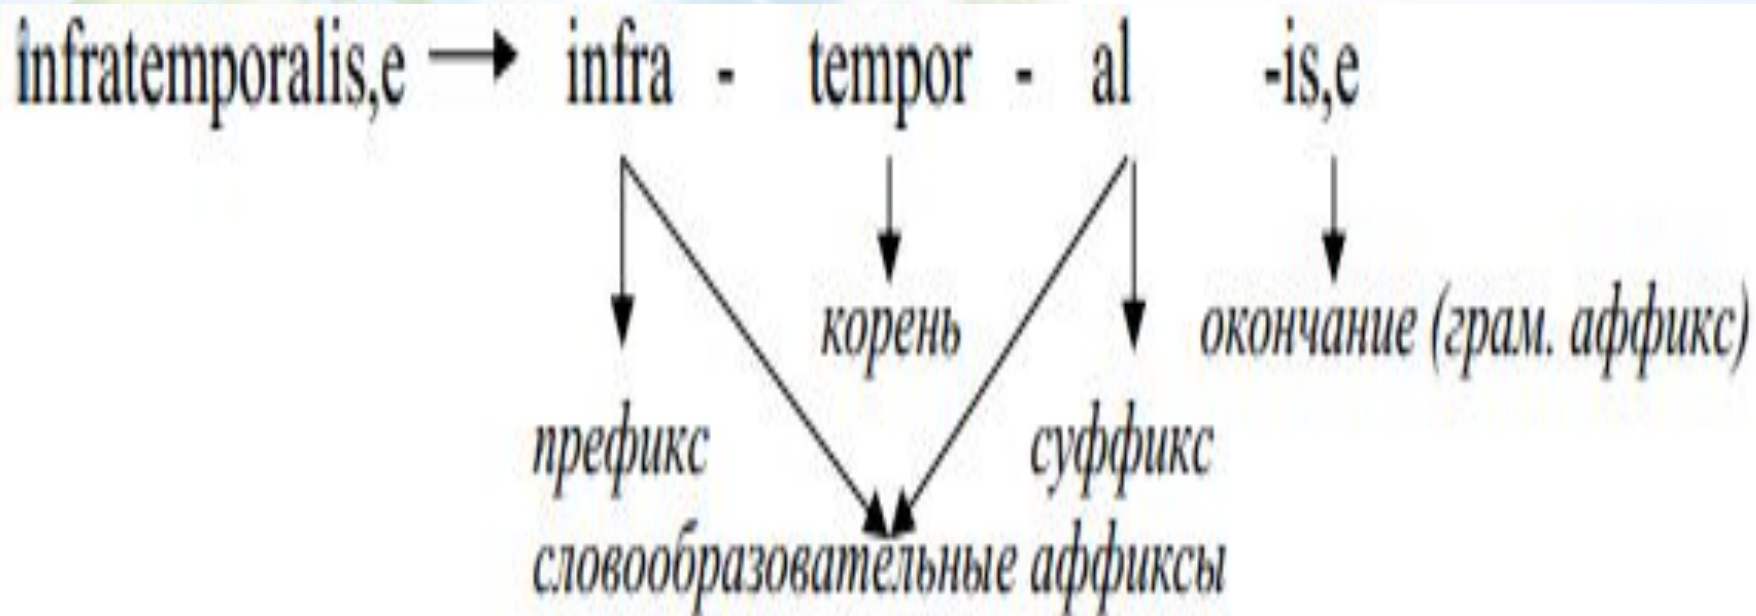 infratemporalis,e → infra - tempor - al -is,e
корень окончание (грам. аффикс)
префикс суффикс
словообразовательные аффиксы